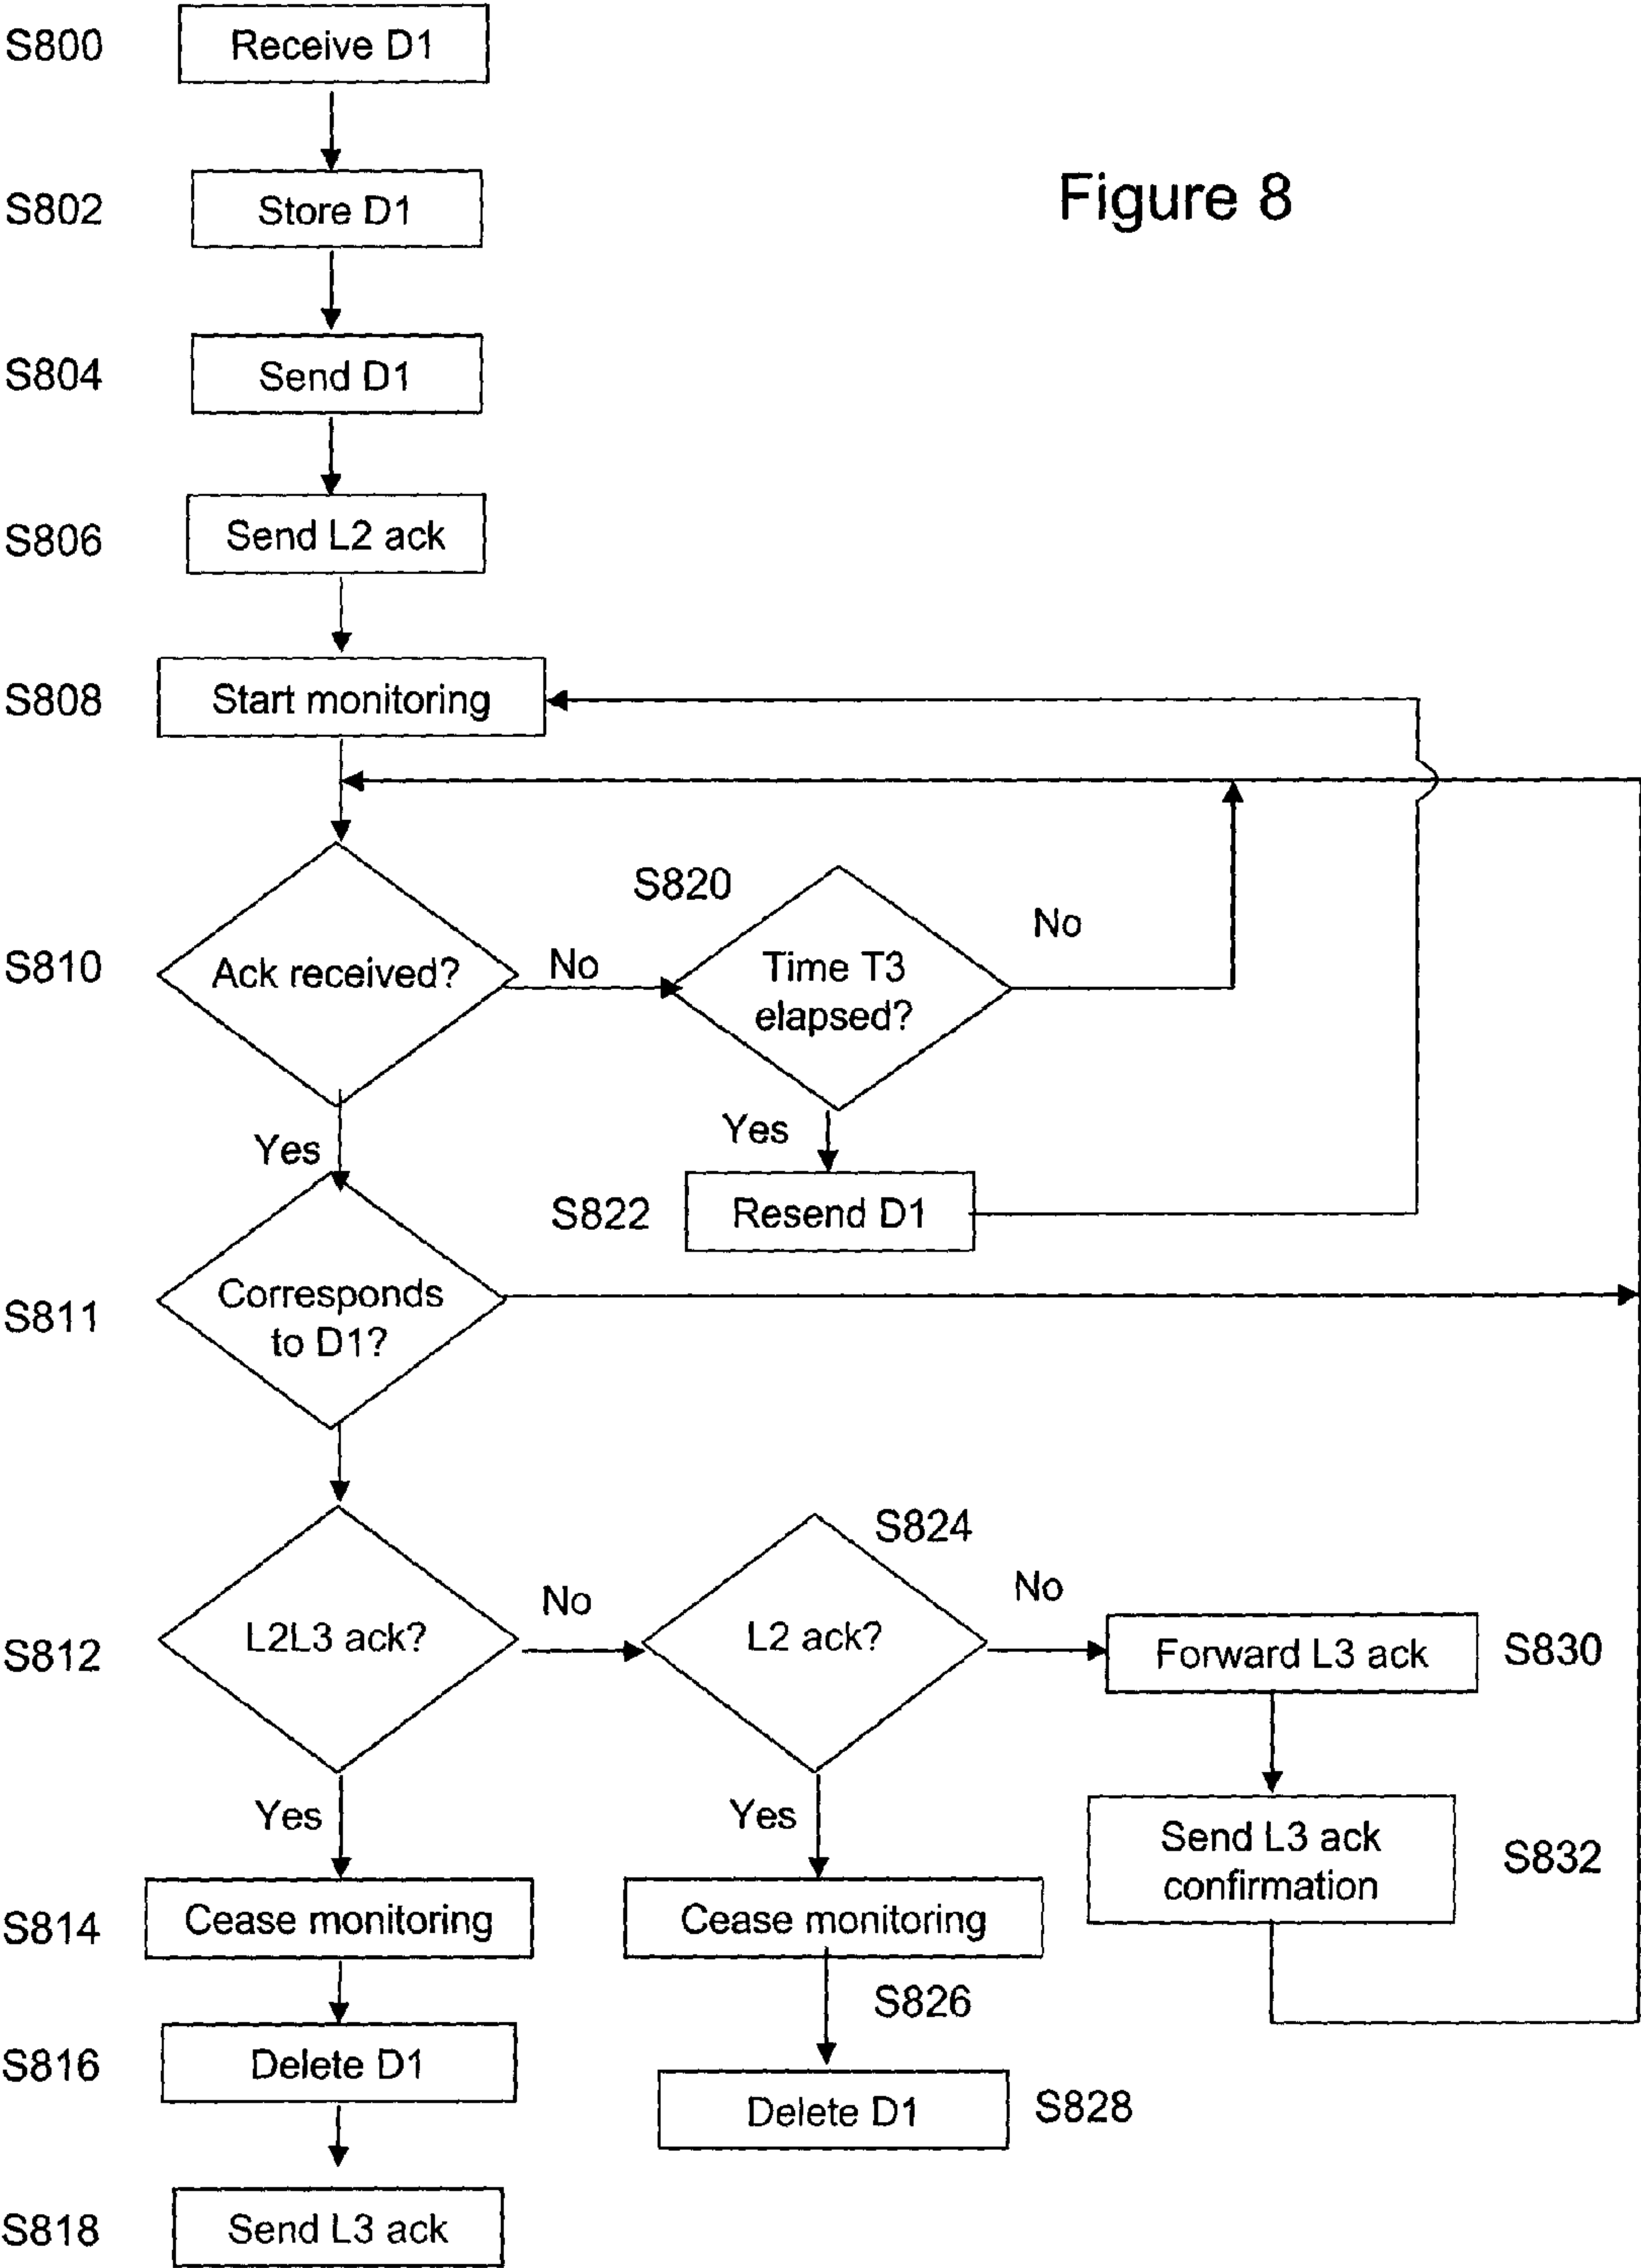 S800
Receive D1
Figure 8
S802
Store D1
S804
Send D1
S806
Send L2 ack
S808
Start monitoring
S820
No
S810
Ack received?
No
Time T3
elapsed?
Yes
Yes
S822
Resend D1
S811
Corresponds
to D1?
S824
No
No
S812
L2L3 ack?
L2 ack?
Forward L3 ack
S830
Yes
Yes
Send L3 ack
confirmation
S832
S814
Cease monitoring
Cease monitoring
S826
S816
Delete D1
Delete D1
S828
S818
Send L3 ack